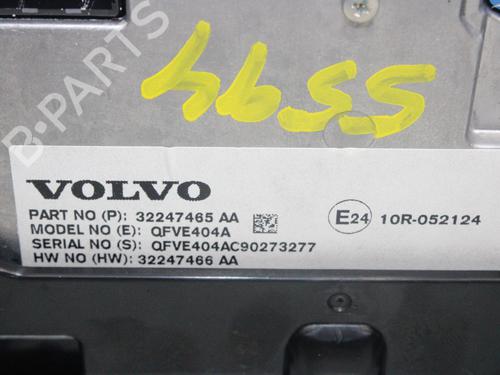 B-PARTS
5594
VOLVO
PART NO (P): 32247465 AA
MODEL NO (E): QFVE404A
SERIAL NO (S): QFVE404AC90273277
HW NO (HW): 32247466 AA
E24 10R-052124